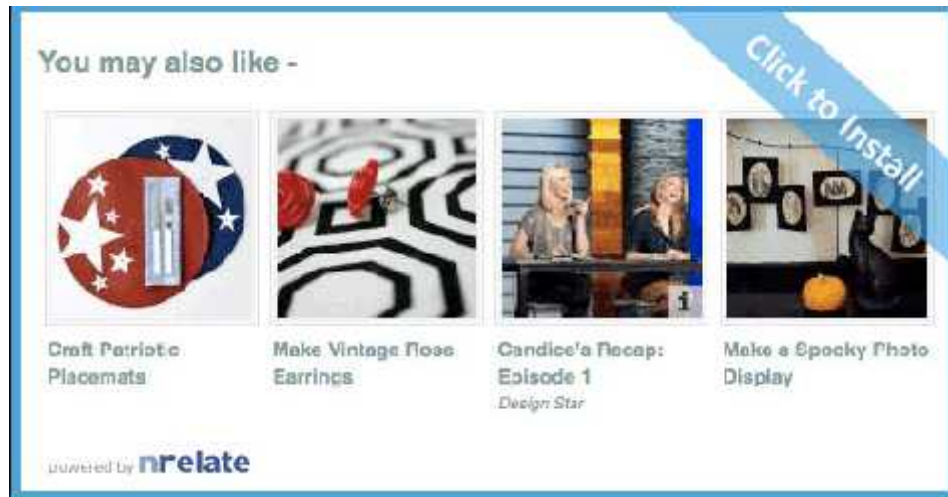 You may also like -
Click to Install
Craft Patriotic
Placemats
Make Vintage Rose
Earrings
Candice's Recap:
Episode 1
Design Star
Make a Spooky Photo
Display
powered by nrelate